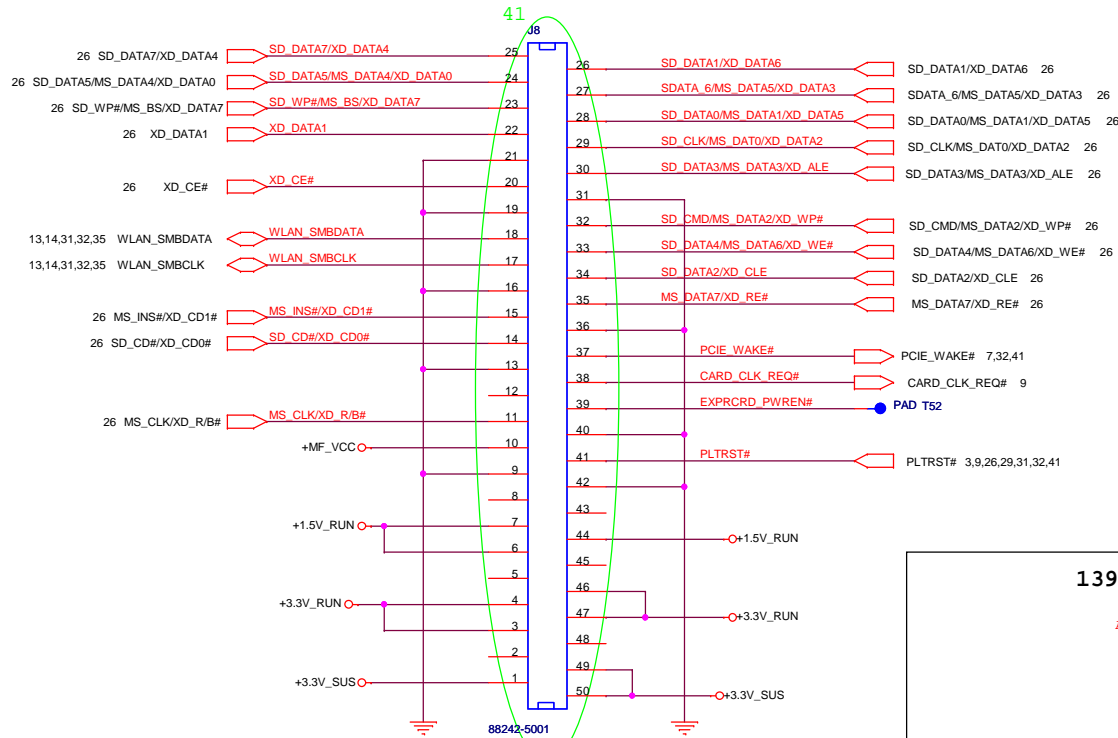 41
J8
26 SD_DATA7/XD_DATA4 SD_DATA7/XD_DATA4 25
26 SD_DATA5/MS_DATA4/XD_DATA0 SD_DATA5/MS_DATA4/XD_DATA0 24
26 SD_WP#/MS_BS/XD_DATA7 SD_WP#/MS_BS/XD_DATA7 23
26 XD_DATA1 XD_DATA1 22
21
26 XD_CE# XD_CE# 20
19
13,14,31,32,35 WLAN_SMBDATA WLAN_SMBDATA 18
13,14,31,32,35 WLAN_SMBCLK WLAN_SMBCLK 17
16
26 MS_INS#/XD_CD1# MS_INS#/XD_CD1# 15
26 SD_CD#/XD_CD0# SD_CD#/XD_CD0# 14
13
12
26 MS_CLK/XD_R/B# MS_CLK/XD_R/B# 11
+MF_VCC 10
9
8
+1.5V_RUN 7
6
5
+3.3V_RUN 4
3
2
+3.3V_SUS 1
26 SD_DATA1/XD_DATA6 SD_DATA1/XD_DATA6 26
27 SDATA_6/MS_DATA5/XD_DATA3 SDATA_6/MS_DATA5/XD_DATA3 26
28 SD_DATA0/MS_DATA1/XD_DATA5 SD_DATA0/MS_DATA1/XD_DATA5 26
29 SD_CLK/MS_DAT0/XD_DATA2 SD_CLK/MS_DAT0/XD_DATA2 26
30 SD_DATA3/MS_DATA3/XD_ALE SD_DATA3/MS_DATA3/XD_ALE 26
31
32 SD_CMD/MS_DATA2/XD_WP# SD_CMD/MS_DATA2/XD_WP# 26
33 SD_DATA4/MS_DATA6/XD_WE# SD_DATA4/MS_DATA6/XD_WE# 26
34 SD_DATA2/XD_CLE SD_DATA2/XD_CLE 26
35 MS_DATA7/XD_RE# MS_DATA7/XD_RE# 26
36
37 PCIE_WAKE# PCIE_WAKE# 7,32,41
38 CARD_CLK_REQ# CARD_CLK_REQ# 9
39 EXPRCRD_PWREN# PAD T52
40
41 PLTRST# PLTRST# 3,9,26,29,31,32,41
42
43
44 +1.5V_RUN
45
46
47 +3.3V_RUN
48
49
50 +3.3V_SUS
88242-5001
139